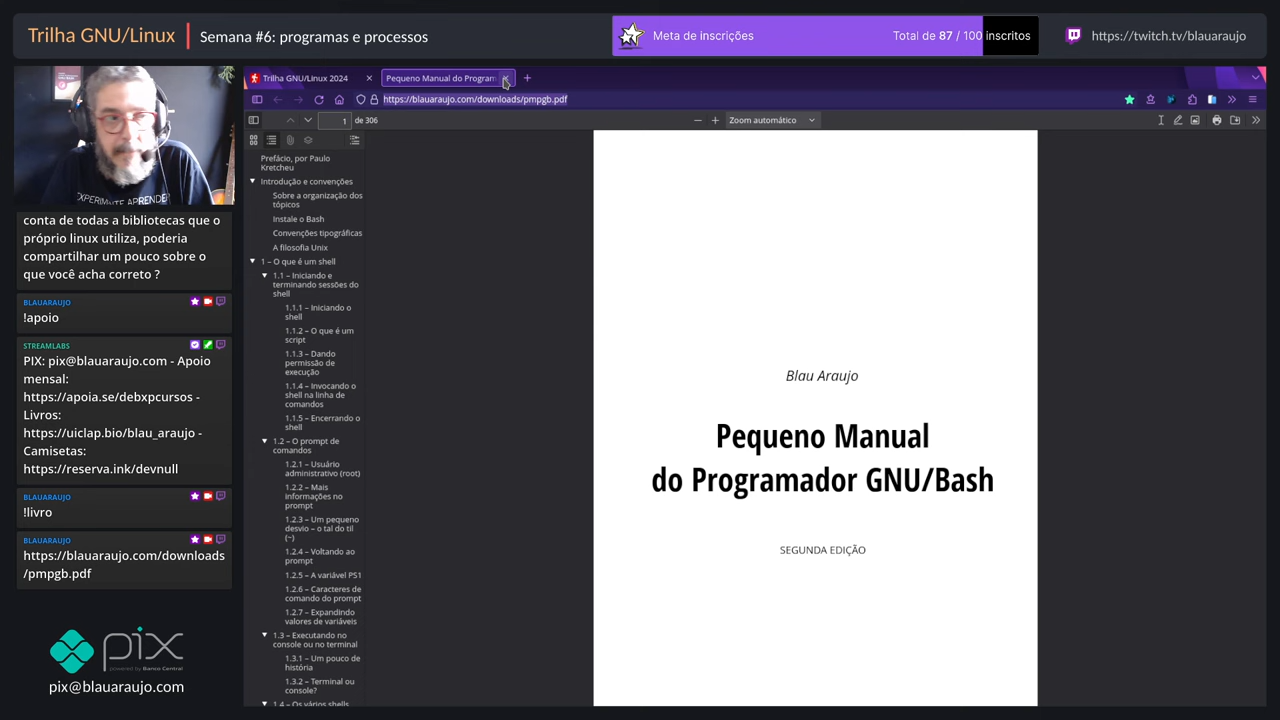 Trilha GNU/Linux
Semana #6: programas e processos
Meta de inscrições
Total de 87 / 100 inscritos
https://twitch.tv/blauaraujo
Trilha GNU/Linux 2024
Pequeno Manual do Program
https://blauaraujo.com/downloads/pmpgb.pdf
1
de 306
Zoom automático
EXPERIMENTE APRENDER
conta de todas a bibliotecas que o
próprio linux utiliza, poderia
compartilhar um pouco sobre o
que você acha correto ?
BLAUARAUJO
!apoio
STREAMLABS
PIX: pix@blauaraujo.com - Apoio
mensal:
https://apoia.se/debxpcursos -
Livros:
https://uiclap.bio/blau_araujo -
Camisetas:
https://reserva.ink/devnull
BLAUARAUJO
!livro
BLAUARAUJO
https://blauaraujo.com/downloads
/pmpgb.pdf
pix
powered by Banco Central
pix@blauaraujo.com
Prefácio, por Paulo
Kretcheu
Introdução e convenções
Sobre a organização dos
tópicos
Instale o Bash
Convenções tipográficas
A filosofia Unix
1 – O que é um shell
1.1 – Iniciando e
terminando sessões do
shell
1.1.1 – Iniciando o
shell
1.1.2 – O que é um
script
1.1.3 – Dando
permissão de
execução
1.1.4 – Invocando o
shell na linha de
comandos
1.1.5 – Encerrando o
shell
1.2 – O prompt de
comandos
1.2.1 – Usuário
administrativo (root)
1.2.2 – Mais
informações no
prompt
1.2.3 – Um pequeno
desvio – o tal do til
(~)
1.2.4 – Voltando ao
prompt
1.2.5 – A variável PS1
1.2.6 – Caracteres de
comando do prompt
1.2.7 – Expandindo
valores de variáveis
1.3 – Executando no
console ou no terminal
1.3.1 – Um pouco de
história
1.3.2 – Terminal ou
console?
1.4 – Os vários shells
Blau Araujo
Pequeno Manual
do Programador GNU/Bash
SEGUNDA EDIÇÃO